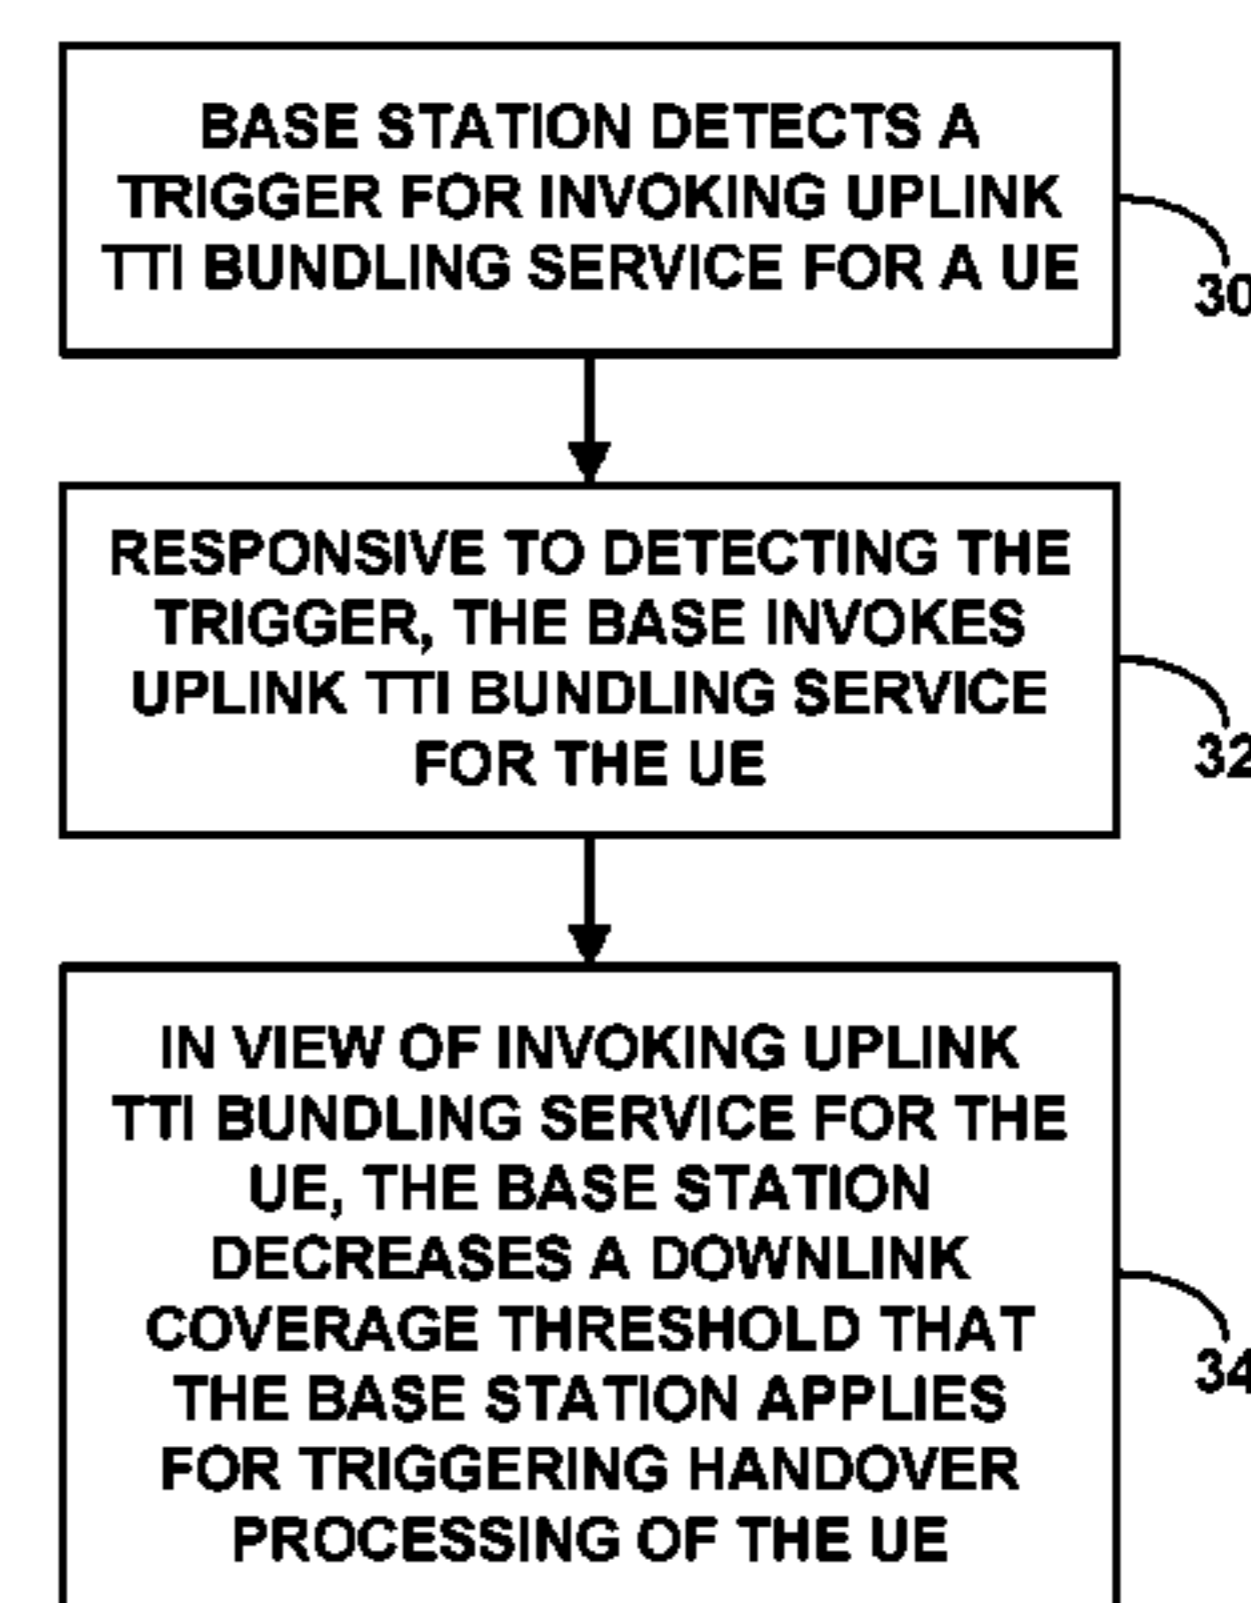 BASE STATION DETECTS A
TRIGGER FOR INVOKING UPLINK
TTI BUNDLING SERVICE FOR A UE
30
RESPONSIVE TO DETECTING THE
TRIGGER, THE BASE INVOKES
UPLINK TTI BUNDLING SERVICE
FOR THE UE
32
IN VIEW OF INVOKING UPLINK
TTI BUNDLING SERVICE FOR THE
UE, THE BASE STATION
DECREASES A DOWNLINK
COVERAGE THRESHOLD THAT
THE BASE STATION APPLIES
FOR TRIGGERING HANDOVER
PROCESSING OF THE UE
34